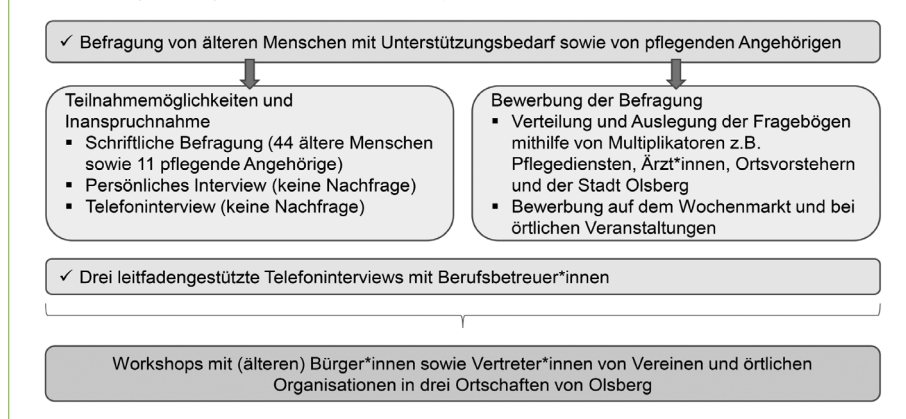 ✓ Befragung von älteren Menschen mit Unterstützungsbedarf sowie von pflegenden Angehörigen
Teilnahmemöglichkeiten und
Inanspruchnahme
▪ Schriftliche Befragung (44 ältere Menschen
sowie 11 pflegende Angehörige)
▪ Persönliches Interview (keine Nachfrage)
▪ Telefoninterview (keine Nachfrage)
Bewerbung der Befragung
▪ Verteilung und Auslegung der Fragebögen
mithilfe von Multiplikatoren z.B.
Pflegediensten, Ärzt*innen, Ortsvorstehern
und der Stadt Olsberg
▪ Bewerbung auf dem Wochenmarkt und bei
örtlichen Veranstaltungen
✓ Drei leitfadengestützte Telefoninterviews mit Berufsbetreuer*innen
Workshops mit (älteren) Bürger*innen sowie Vertreter*innen von Vereinen und örtlichen
Organisationen in drei Ortschaften von Olsberg